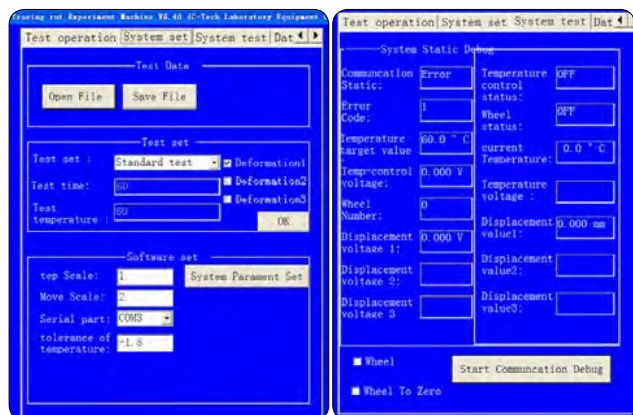 racing rut Experiment Machine V6.40 (C-Tech Laboratory Equipment
Test operation System set System test Dat
Test Data
Open File Save File
Test set
Test set : Standard test Deformation1
Test time: 60 Deformation2
Deformation3
Test
temperature : 60
OK
Software set
tep Scale: 1 System Parament Set
Move Scale: 2
Serial part: COM3
tolerance of
temperature: -1.8
Test operation System set System test Dat
System Static Debug
Communcation
Static: Error
Error
Code: 1
Temperature
target value
: 60.0 ° C
Temp-control
voltage: 0.000 V
Wheel
Number: 0
Displacement
voltage 1: 0.000 V
Displacement
voltage 2:
Displacement
voltage 3
Temperature
control
status: OFF
Wheel
status: OFF
current
Temperature: 0.0 ° C
Temperature
voltage :
Displacement
value1: 0.000 mm
Displacement
value2:
Displacement
value3:
Wheel
Start Communcation Debug
Wheel To Zero